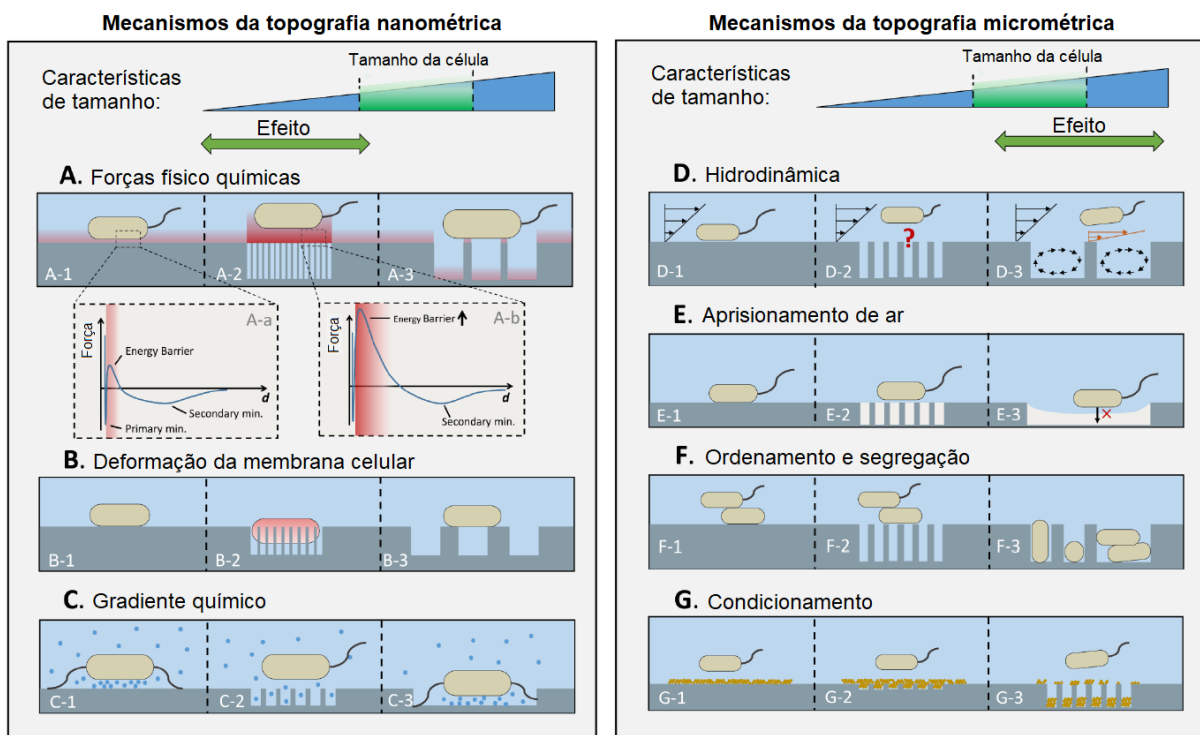 Mecanismos da topografia nanométrica
Características
de tamanho:
Tamanho da célula
Efeito
A. Forças físico químicas
A-1
A-2
A-3
A-a
Força
Energy Barrier
d
Secondary min.
Primary min.
A-b
Força
Energy Barrier
d
Secondary min.
B. Deformação da membrana celular
B-1
B-2
B-3
C. Gradiente químico
C-1
C-2
C-3
Mecanismos da topografia micrométrica
Características
de tamanho:
Tamanho da célula
Efeito
D. Hidrodinâmica
D-1
D-2
?
D-3
E. Aprisionamento de ar
E-1
E-2
E-3
F. Ordenamento e segregação
F-1
F-2
F-3
G. Condicionamento
G-1
G-2
G-3